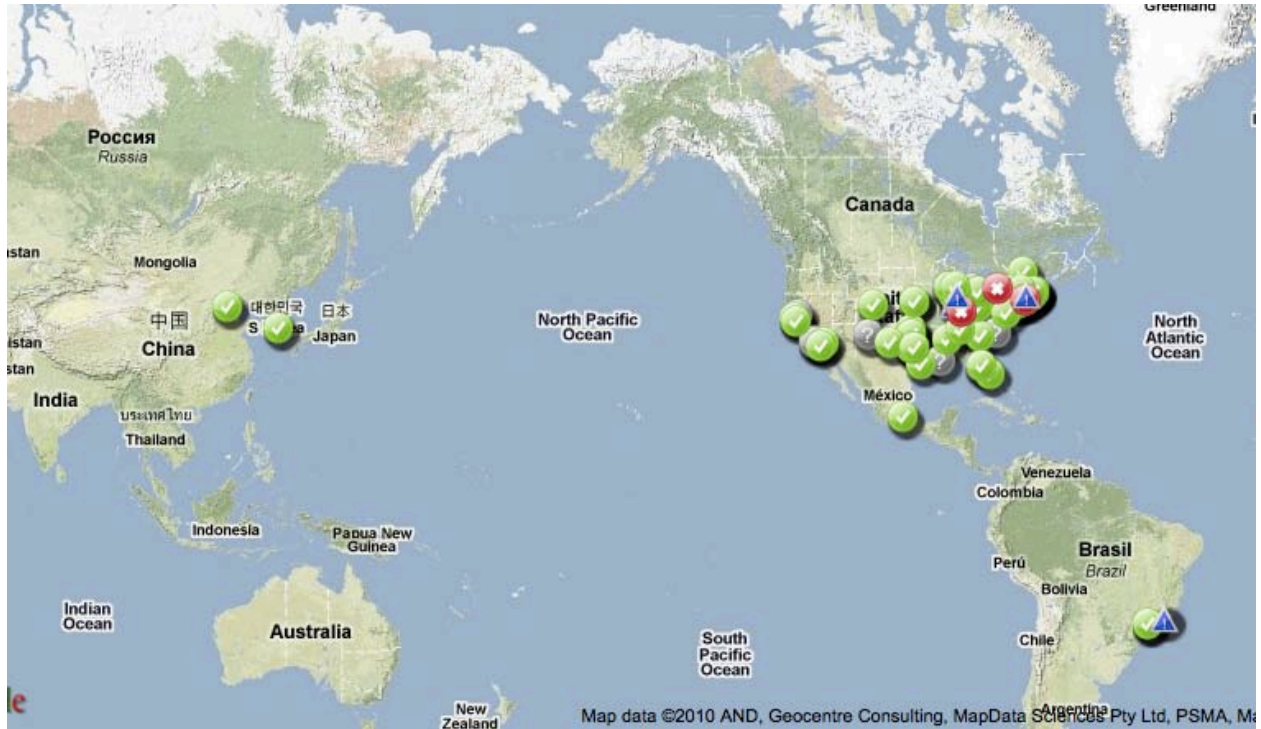 Greenland
Россия
Russia
Canada
stan
Mongolia
대한민국
日本
中国
Japan
North Pacific
Ocean
North
Atlantic
Ocean
istan
China
stan
India
México
ประเทศไทย
Thailand
Venezuela
Colombia
Indonesia
Papua New
Guinea
Brasil
Brazil
Perú
Bolivia
Indian
Ocean
Australia
South
Pacific
Ocean
Chile
New
Zealand
Argentina
Map data ©2010 AND, Geocentre Consulting, MapData Sciences Pty Ltd, PSMA, Ma